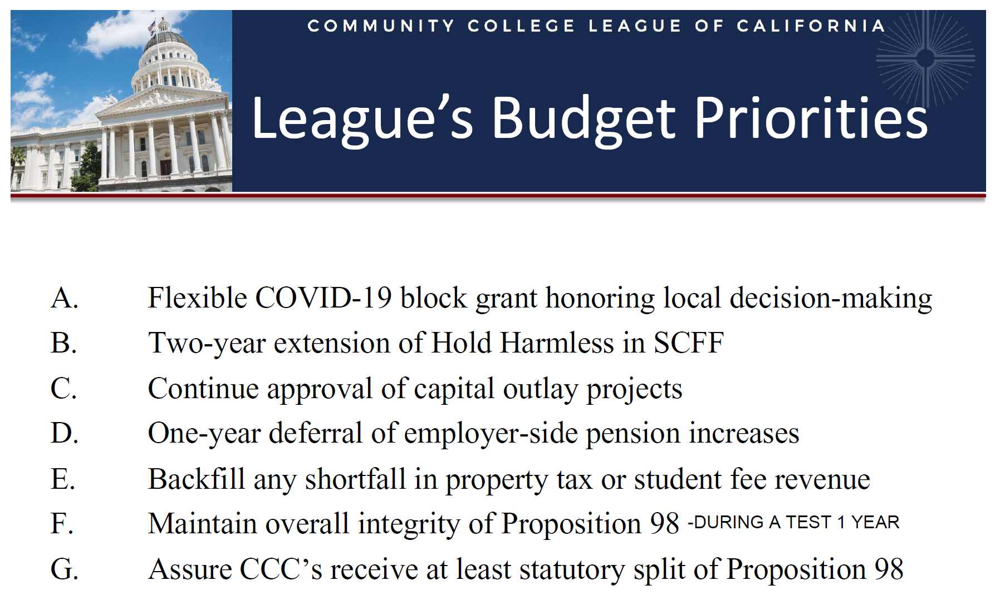 COMMUNITY COLLEGE LEAGUE OF CALIFORNIA
League’s Budget Priorities
A. Flexible COVID-19 block grant honoring local decision-making
B. Two-year extension of Hold Harmless in SCFF
C. Continue approval of capital outlay projects
D. One-year deferral of employer-side pension increases
E. Backfill any shortfall in property tax or student fee revenue
F. Maintain overall integrity of Proposition 98 -DURING A TEST 1 YEAR
G. Assure CCC’s receive at least statutory split of Proposition 98